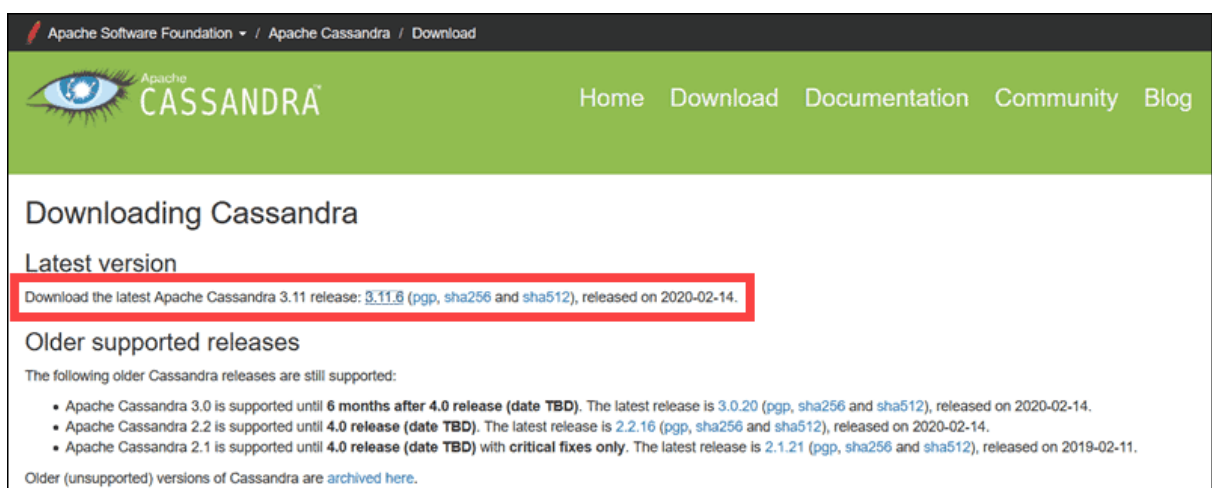 Apache Software Foundation / Apache Cassandra / Download
Apache
CASSANDRA™
Home Download Documentation Community Blog
Downloading Cassandra
Latest version
Download the latest Apache Cassandra 3.11 release: 3.11.6 (pgp, sha256 and sha512), released on 2020-02-14.
Older supported releases
The following older Cassandra releases are still supported:
• Apache Cassandra 3.0 is supported until 6 months after 4.0 release (date TBD). The latest release is 3.0.20 (pgp, sha256 and sha512), released on 2020-02-14.
• Apache Cassandra 2.2 is supported until 4.0 release (date TBD). The latest release is 2.2.16 (pgp, sha256 and sha512), released on 2020-02-14.
• Apache Cassandra 2.1 is supported until 4.0 release (date TBD) with critical fixes only. The latest release is 2.1.21 (pgp, sha256 and sha512), released on 2019-02-11.
Older (unsupported) versions of Cassandra are archived here.